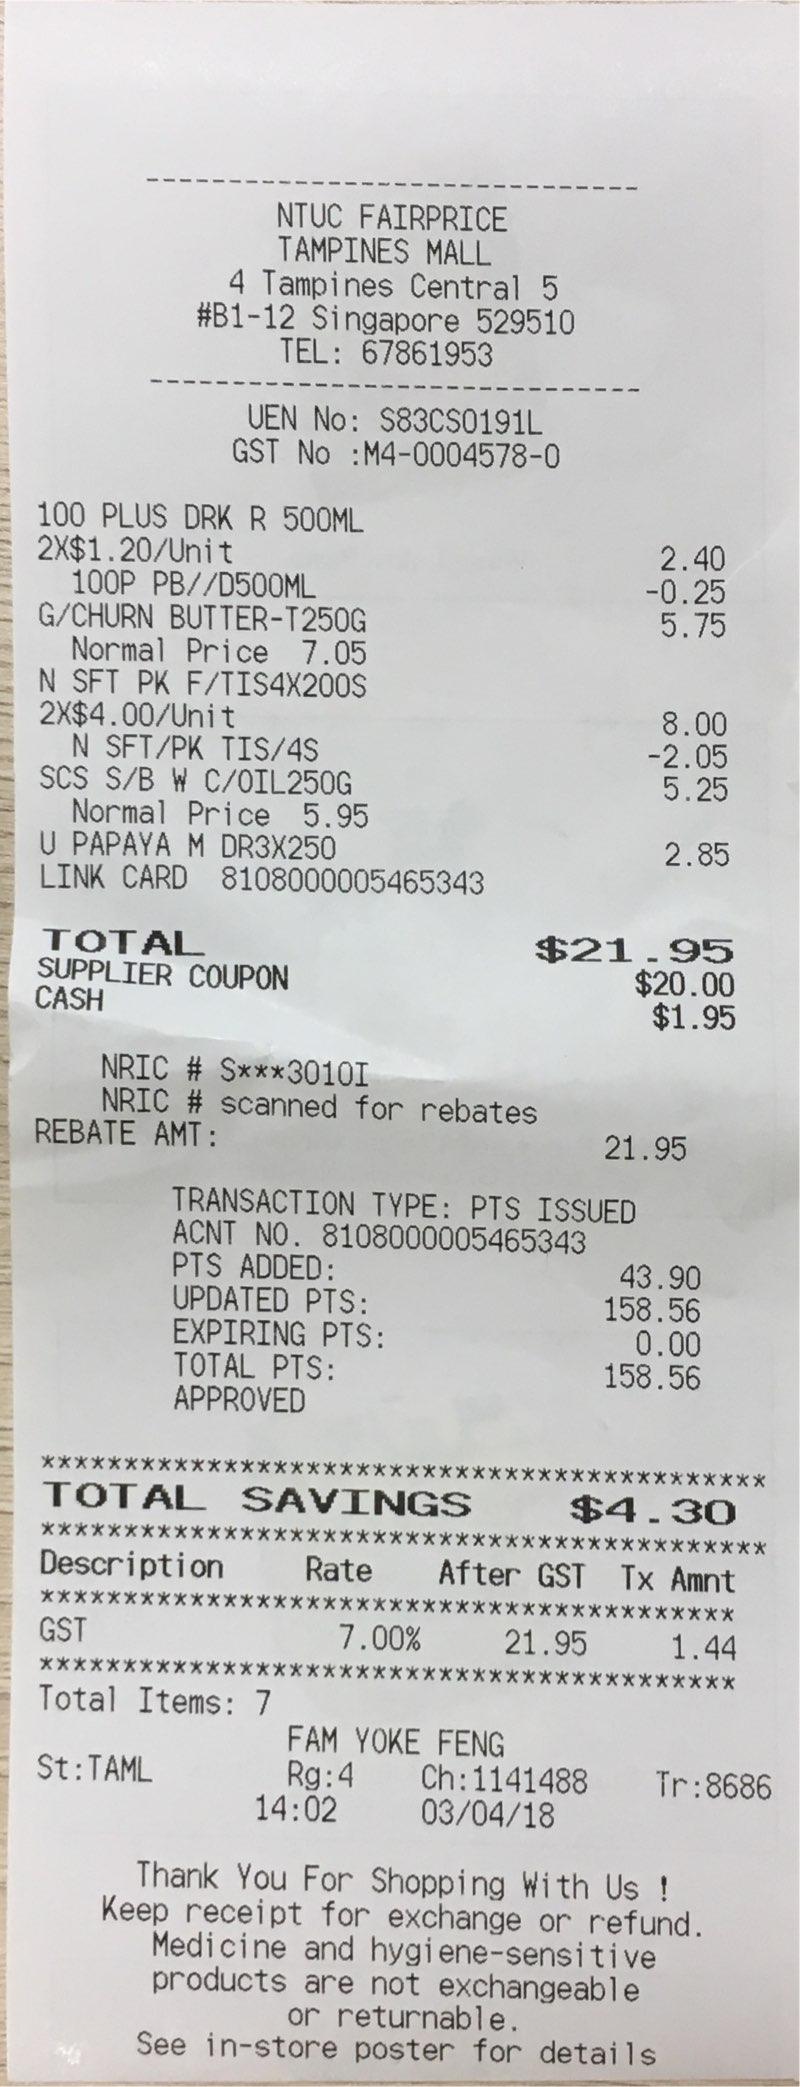 NTUC FAIRPRICE
TAMPINES MALL
4 Tampines Central 5
#B1-12 Singapore 529510
TEL: 67861953
UEN No: S83CS0191L
GST No :M4-0004578-0
100 PLUS DRK R 500ML
2X$1.20/Unit 2.40
100P PB//D500ML -0.25
G/CHURN BUTTER-T250G 5.75
Normal Price 7.05
N SFT PK F/TIS4X200S
2X$4.00/Unit 8.00
N SFT/PK TIS/4S -2.05
SCS S/B W C/OIL250G 5.25
Normal Price 5.95
U PAPAYA M DR3X250 2.85
LINK CARD 8108000005465343
TOTAL $21.95
SUPPLIER COUPON $20.00
CASH $1.95
NRIC # S***3010I
NRIC # scanned for rebates
REBATE AMT: 21.95
TRANSACTION TYPE: PTS ISSUED
ACNT NO. 8108000005465343
PTS ADDED: 43.90
UPDATED PTS: 158.56
EXPIRING PTS: 0.00
TOTAL PTS: 158.56
APPROVED
********************************************
TOTAL SAVINGS $4.30
********************************************
Description Rate After GST Tx Amnt
******************************************
GST 7.00% 21.95 1.44
******************************************
Total Items: 7
FAM YOKE FENG
St:TAML Rg:4 Ch:1141488 Tr:8686
14:02 03/04/18
Thank You For Shopping With Us !
Keep receipt for exchange or refund.
Medicine and hygiene-sensitive
products are not exchangeable
or returnable.
See in-store poster for details